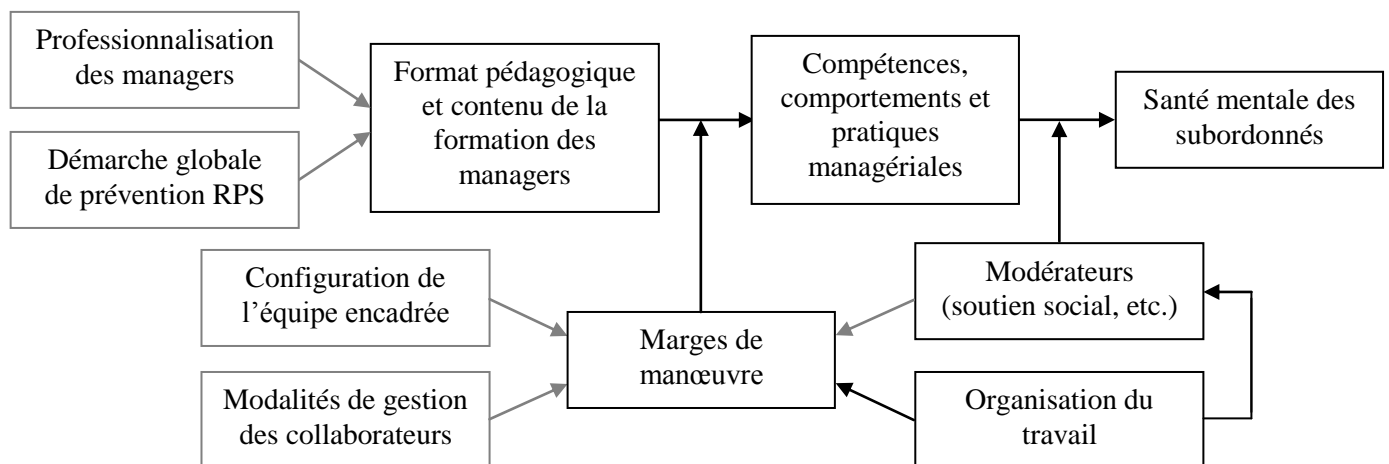 Professionnalisation
des managers
Démarche globale
de prévention RPS
Format pédagogique
et contenu de la
formation des
managers
Compétences,
comportements et
pratiques
managériales
Santé mentale des
subordonnés
Configuration de
l’équipe encadrée
Modalités de gestion
des collaborateurs
Marges de
manœuvre
Modérateurs
(soutien social, etc.)
Organisation du
travail